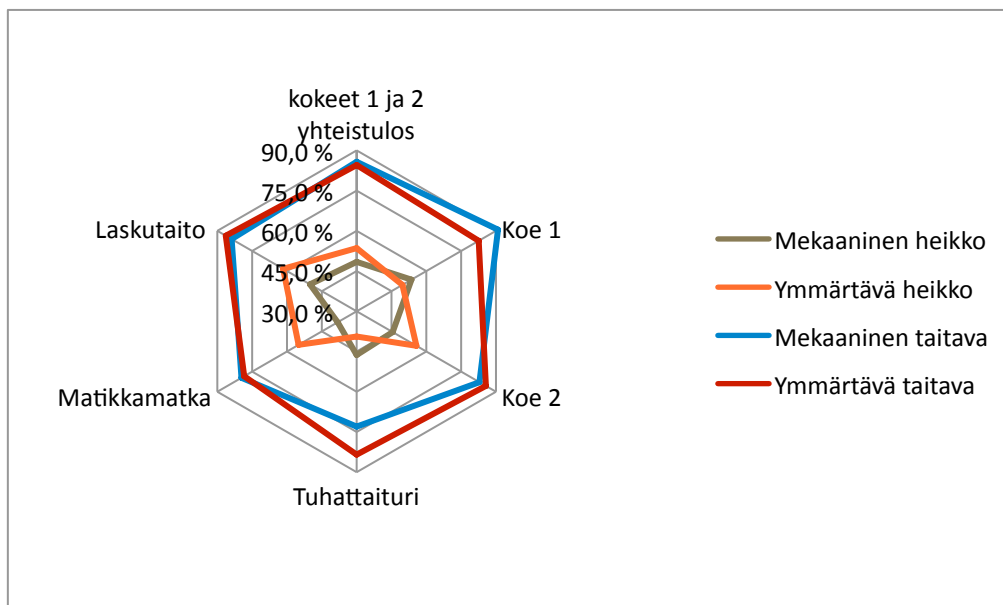 kokeet 1 ja 2
yhteistulos
90,0 %
75,0 %
60,0 %
45,0 %
30,0 %
Koe 1
Koe 2
Tuhattaituri
Matikkamatka
Laskutaito
Mekaaninen heikko
Ymmärtävä heikko
Mekaaninen taitava
Ymmärtävä taitava